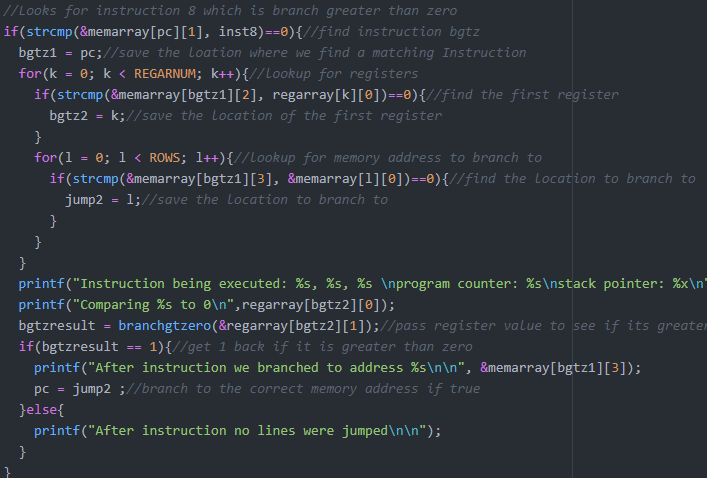 //Looks for instruction 8 which is branch greater than zero
if(strcmp(&memarray[pc][1], inst8)==0){//find instruction bgtz
  bgtz1 = pc;//save the loation where we find a matching Instruction
  for(k = 0; k < REGARNUM; k++){//lookup for registers
    if(strcmp(&memarray[bgtz1][2], regarray[k][0])==0){//find the first register
      bgtz2 = k;//save the location of the first register
    }
    for(l = 0; l < ROWS; l++){//lookup for memory address to branch to
      if(strcmp(&memarray[bgtz1][3], &memarray[l][0])==0){//find the location to branch to
        jump2 = l;//save the location to branch to
      }
    }
  }
  printf("Instruction being executed: %s, %s, %s \nprogram counter: %s\nstack pointer: %x\n"
  printf("Comparing %s to 0\n",regarray[bgtz2][0]);
  bgtzresult = branchgtzero(&regarray[bgtz2][1]);//pass register value to see if its greater
  if(bgtzresult == 1){//get 1 back if it is greater than zero
    printf("After instruction we branched to address %s\n\n", &memarray[bgtz1][3]);
    pc = jump2 ;//branch to the correct memory address if true
  }else{
    printf("After instruction no lines were jumped\n\n");
  }
}